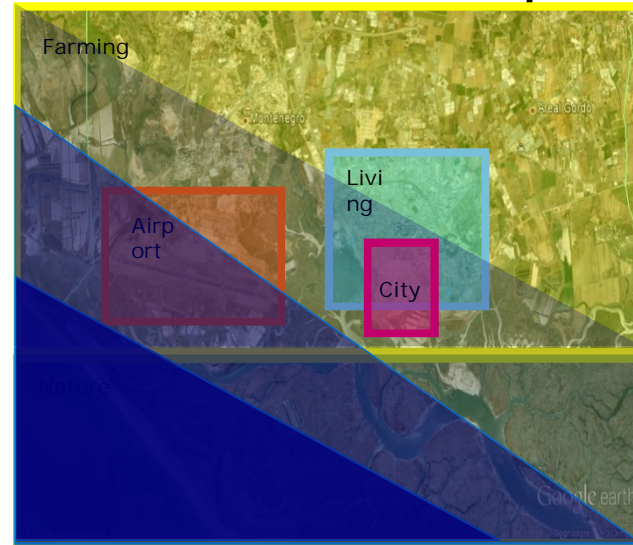 Farming
Montenegro
Areal Gordo
Livi
ng
Airp
ort
City
Nature
Google earth